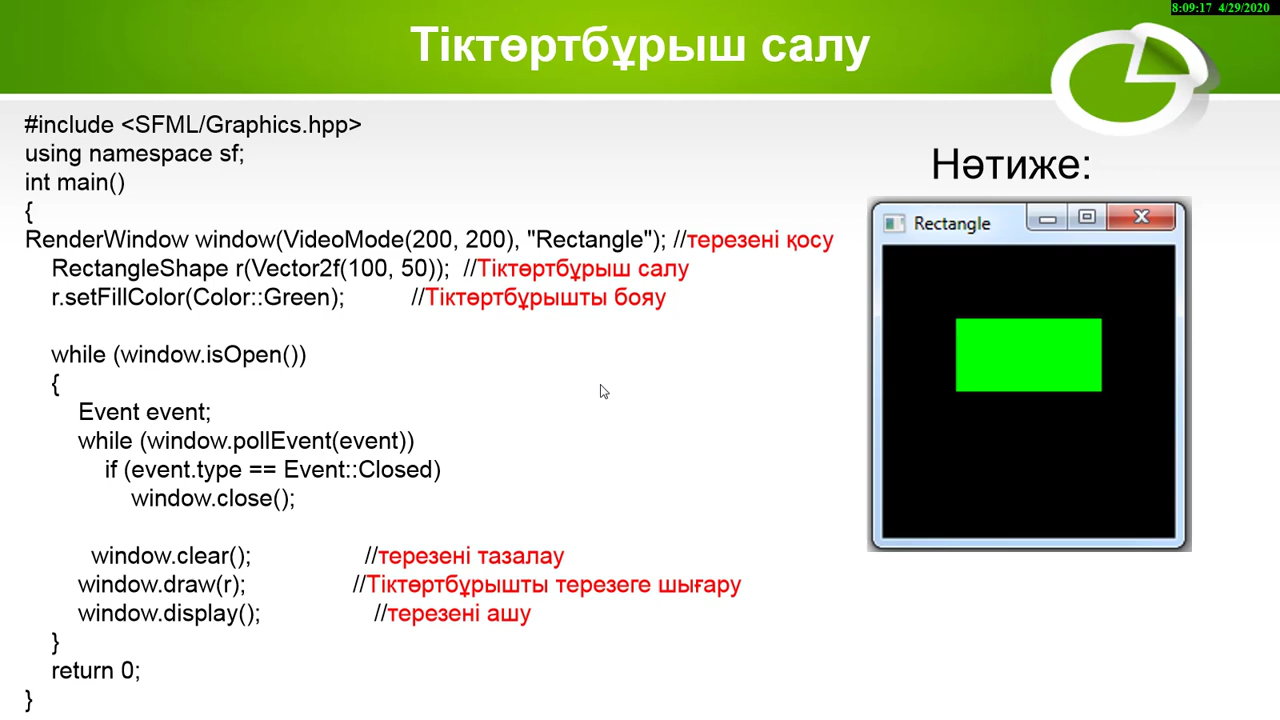 8:09:17 4/29/2020
Тіктөртбұрыш салу
#include <SFML/Graphics.hpp>
using namespace sf;
int main()
{
RenderWindow window(VideoMode(200, 200), "Rectangle"); //терезені қосу
RectangleShape r(Vector2f(100, 50)); //Тіктөртбұрыш салу
r.setFillColor(Color::Green); //Тіктөртбұрышты бояу
while (window.isOpen())
{
Event event;
while (window.pollEvent(event))
if (event.type == Event::Closed)
window.close();
window.clear(); //терезені тазалау
window.draw(r); //Тіктөртбұрышты терезеге шығару
window.display(); //терезені ашу
}
return 0;
}
Нәтиже:
Rectangle